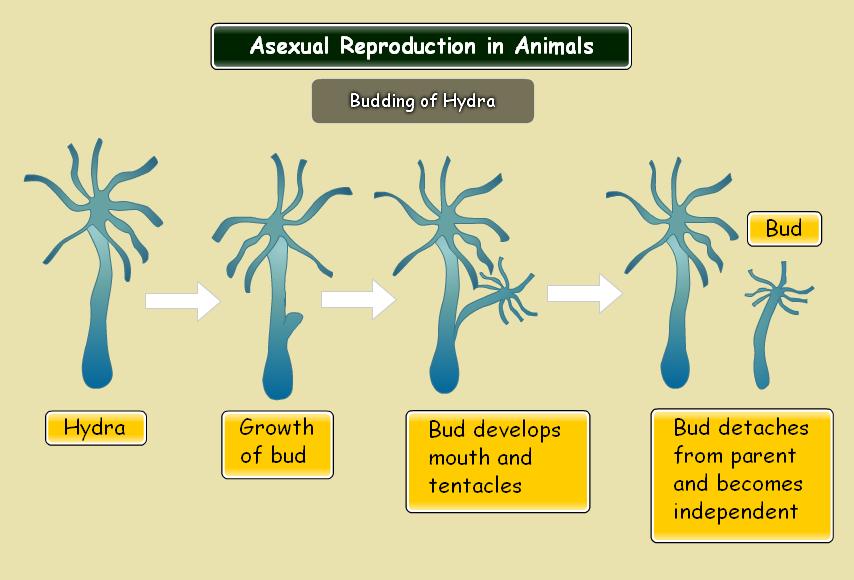 Asexual Reproduction in Animals
Budding of Hydra
Bud
Hydra
Growth
of bud
Bud develops
mouth and
tentacles
Bud detaches
from parent
and becomes
independent